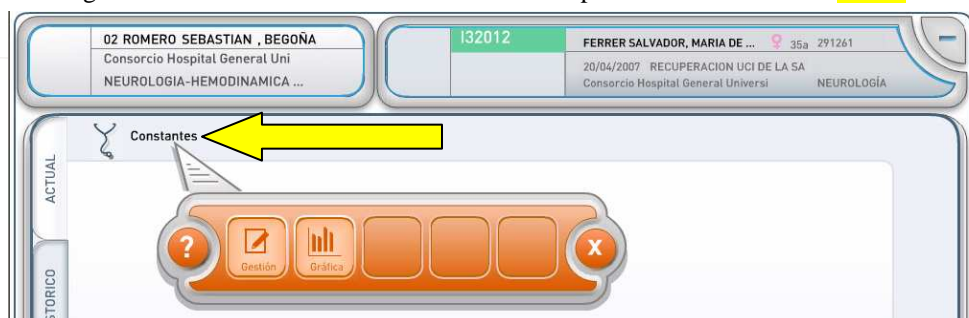 02 ROMERO SEBASTIAN , BEGOÑA
Consorcio Hospital General Uni
NEUROLOGIA-HEMODINAMICA ...
I32012
FERRER SALVADOR, MARIA DE ... 35a 291261
20/04/2007 RECUPERACION UCI DE LA SA
Consorcio Hospital General Universi NEUROLOGÍA
Constantes
ACTUAL
? Gestión Gráfica X